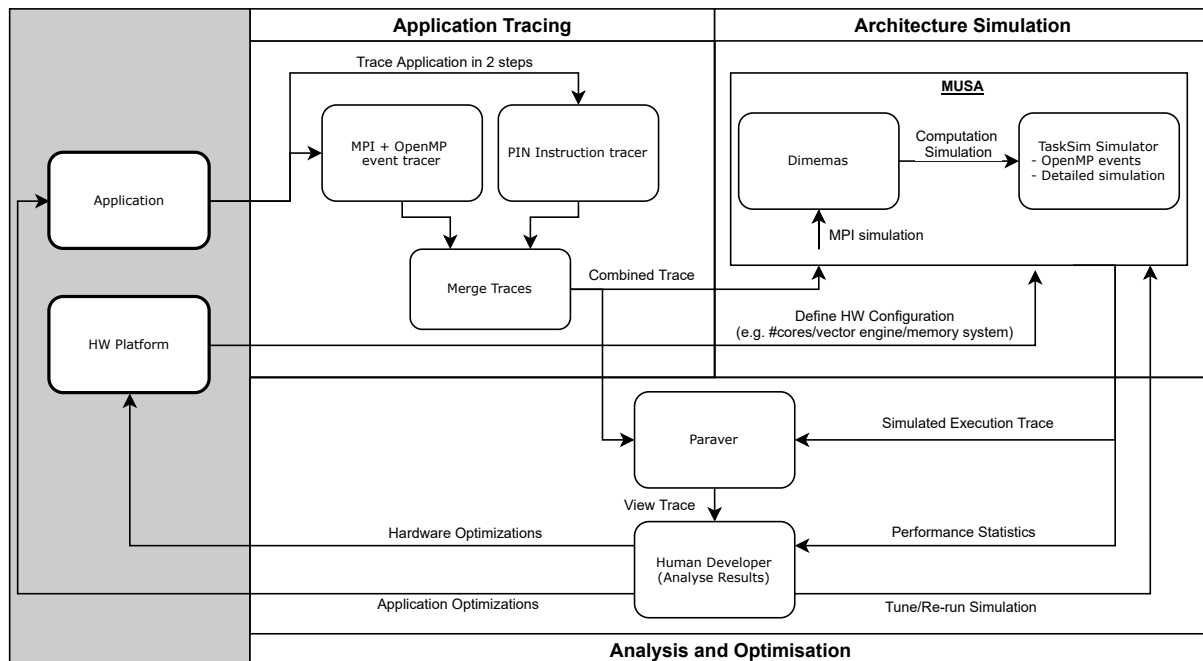 Application Tracing
Architecture Simulation
Trace Application in 2 steps
MUSA
MPI + OpenMP
event tracer
PIN Instruction tracer
Dimemas
Computation
Simulation
TaskSim Simulator
- OpenMP events
- Detailed simulation
Application
MPI simulation
Merge Traces
Combined Trace
HW Platform
Define HW Configuration
(e.g. #cores/vector engine/memory system)
Paraver
Simulated Execution Trace
View Trace
Hardware Optimizations
Performance Statistics
Human Developer
(Analyse Results)
Application Optimizations
Tune/Re-run Simulation
Analysis and Optimisation